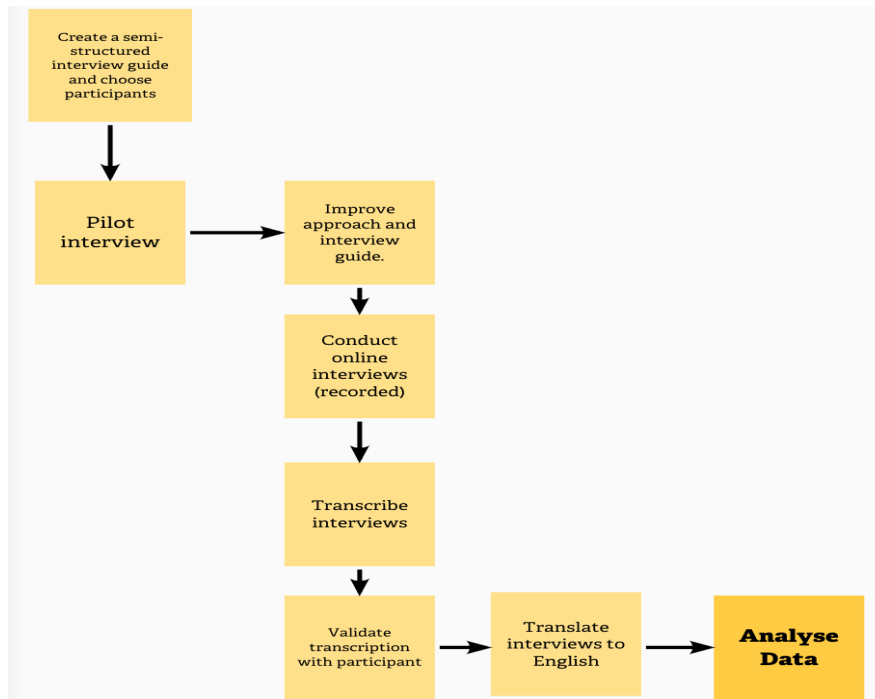 Create a semi-
structured
interview guide
and choose
participants
Pilot
interview
Improve
approach and
interview
guide.
Conduct
online
interviews
(recorded)
Transcribe
interviews
Validate
transcription
with participant
Translate
interviews to
English
Analyse
Data